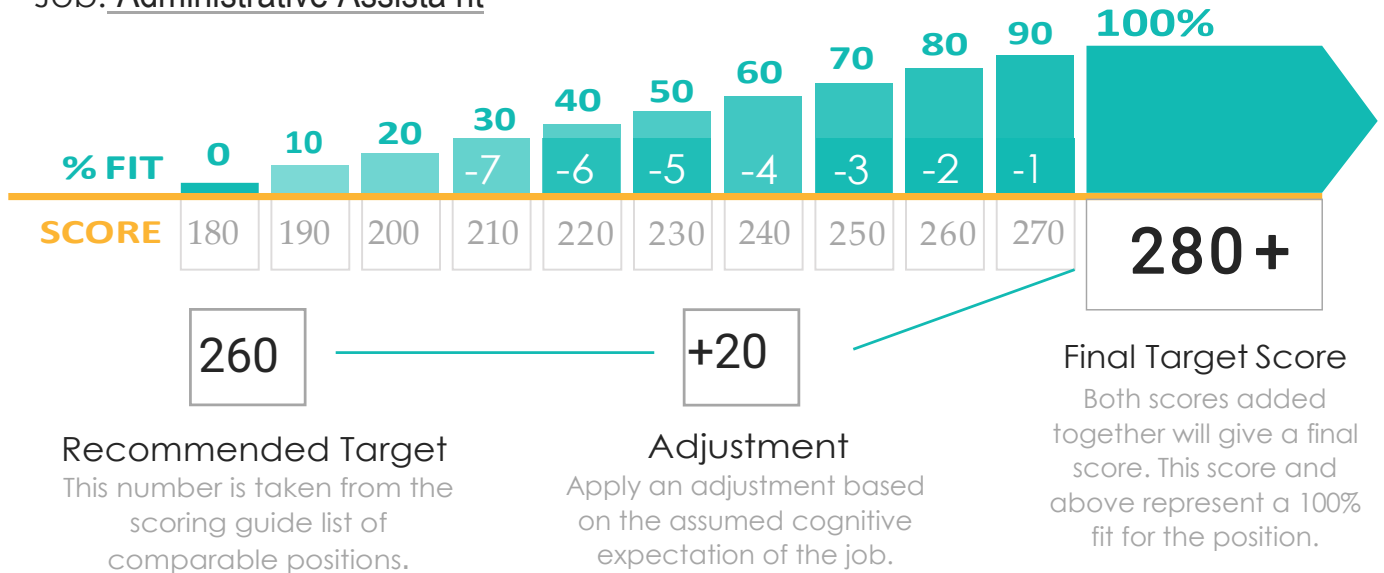 Job: Administrative Assista nt
100%
90
80
70
60
50
40
30
20
10
0
% FIT
-7 -6 -5 -4 -3 -2 -1
SCORE 180 190 200 210 220 230 240 250 260 270 280 +
260
+20
Recommended Target
This number is taken from the
scoring guide list of
comparable positions.
Adjustment
Apply an adjustment based
on the assumed cognitive
expectation of the job.
Final Target Score
Both scores added
together will give a final
score. This score and
above represent a 100%
fit for the position.